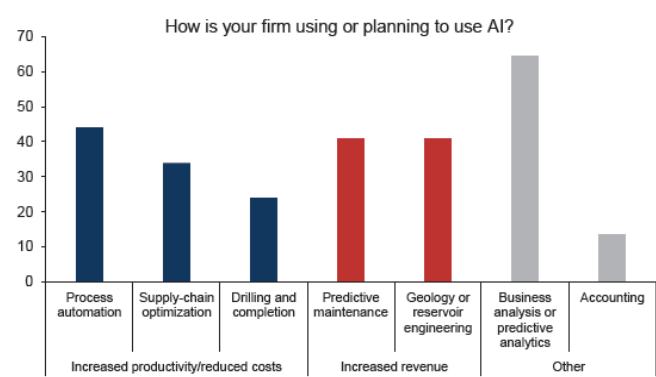 How is your firm using or planning to use AI?
70
60
50
40
30
20
10
0
Process
automation
Supply-chain
optimization
Drilling and
completion
Predictive
maintenance
Geology or
reservoir
engineering
Business
analysis or
predictive
analytics
Accounting
Increased productivity/reduced costs
Increased revenue
Other